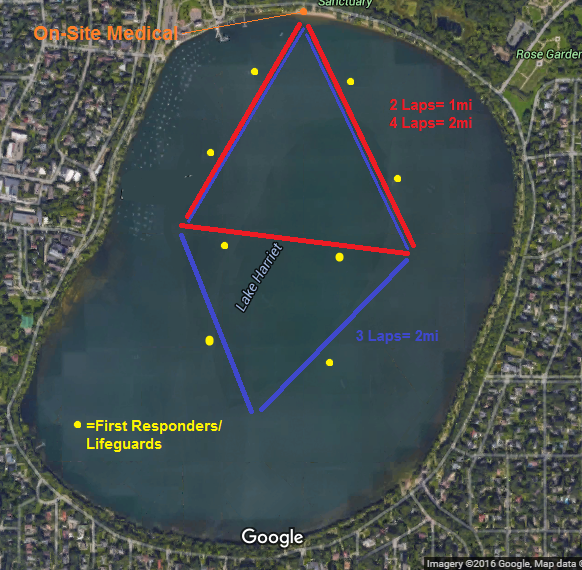 Sanctuary
On-Site Medical
Rose Garden
2 Laps= 1mi
4 Laps= 2mi
Lake Harriet
3 Laps= 2mi
=First Responders/
Lifeguards
Google
Imagery ©2016 Google, Map data ©